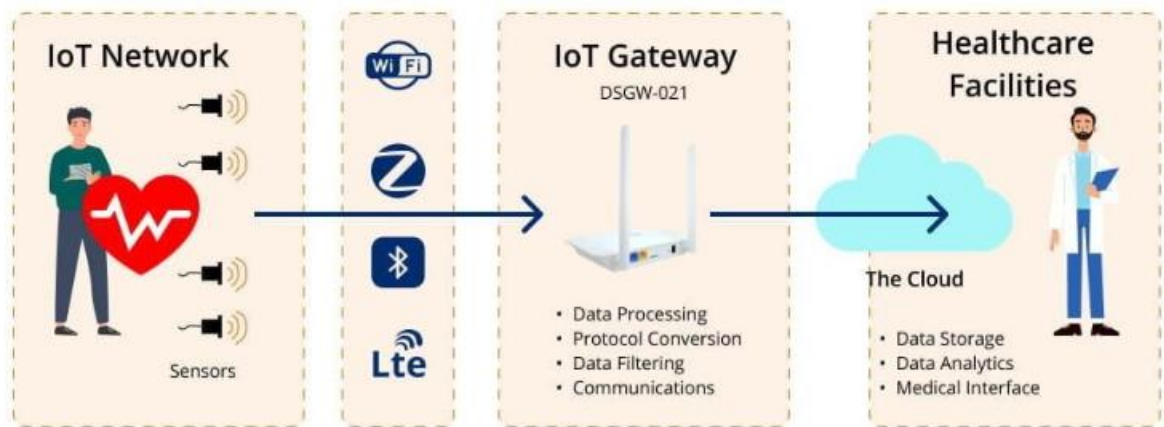 IoT Network
Sensors
Wi Fi
Lte
IoT Gateway
DSGW-021
• Data Processing
• Protocol Conversion
• Data Filtering
• Communications
Healthcare
Facilities
The Cloud
• Data Storage
• Data Analytics
• Medical Interface